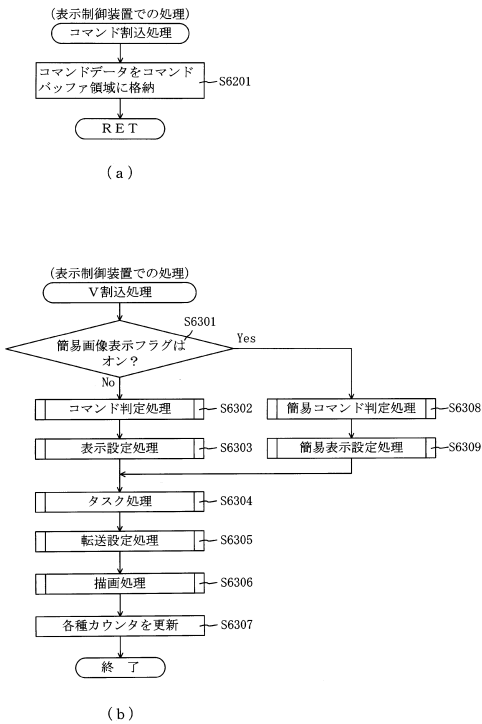 (表示制御装置での処理)
コマンド割込処理
コマンドデータをコマンド
バッファ領域に格納
S6201
RET
(a)
(表示制御装置での処理)
V割込処理
S6301
簡易画像表示フラグは
オン?
Yes
No
コマンド判定処理
S6302
簡易コマンド判定処理
S6308
表示設定処理
S6303
簡易表示設定処理
S6309
タスク処理
S6304
転送設定処理
S6305
描画処理
S6306
各種カウンタを更新
S6307
終 了
(b)